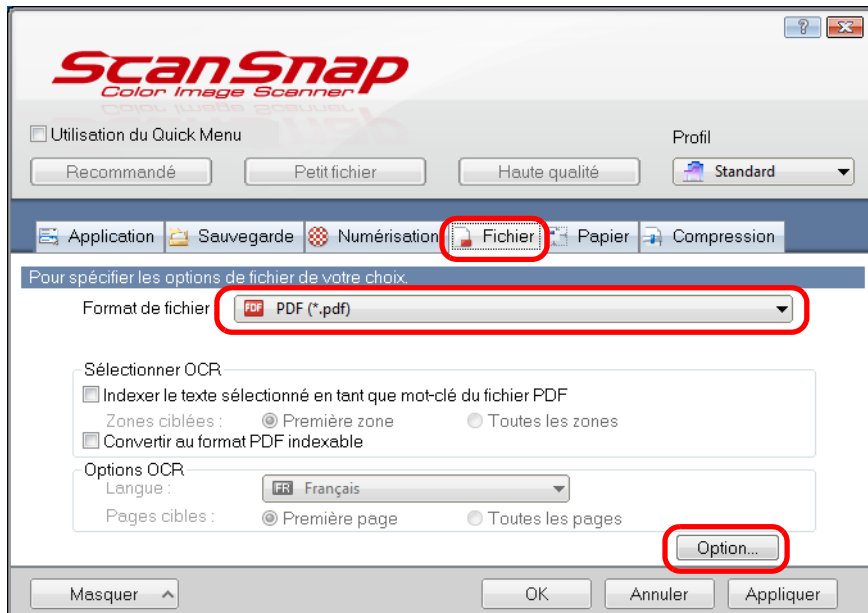 ScanSnap
Color Image Scanner
Utilisation du Quick Menu
Profil
Recommandé Petit fichier Haute qualité Standard
Application Sauvegarde Numérisation Fichier Papier Compression
Pour spécifier les options de fichier de votre choix.
Format de fichier PDF PDF (*.pdf)
Sélectionner OCR
Indexer le texte sélectionné en tant que mot-clé du fichier PDF
Zones ciblées : Première zone Toutes les zones
Convertir au format PDF indexable
Options OCR
Langue : FR Français
Pages cibles : Première page Toutes les pages
Option...
Masquer OK Annuler Appliquer